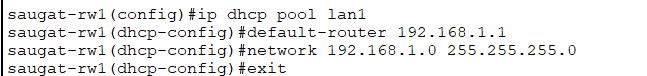 saugat-rw1(config)#ip dhcp pool lan1
saugat-rw1(dhcp-config)#default-router 192.168.1.1
saugat-rw1(dhcp-config)#network 192.168.1.0 255.255.255.0
saugat-rw1(dhcp-config)#exit